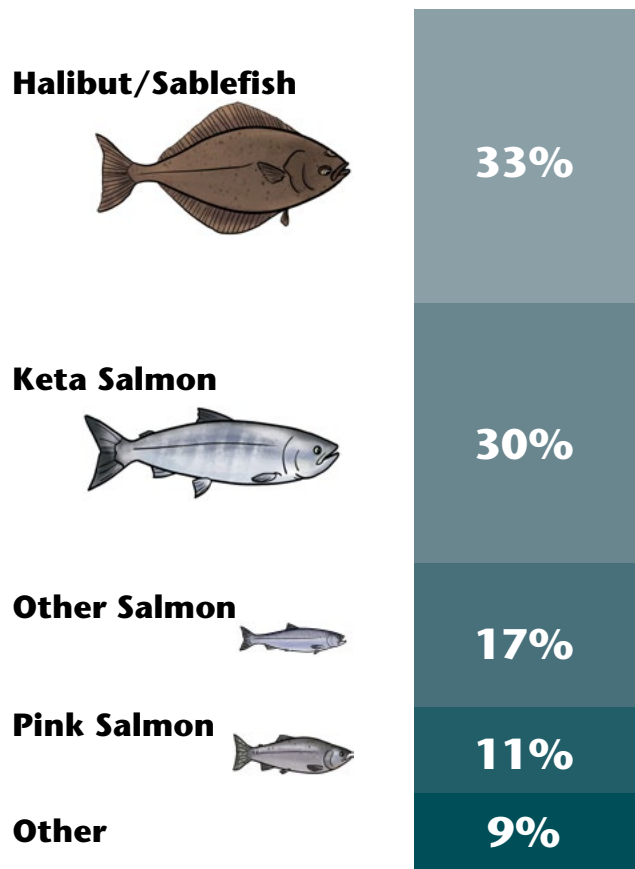 Halibut/Sablefish
33%
Keta Salmon
30%
Other Salmon
17%
Pink Salmon
11%
Other
9%